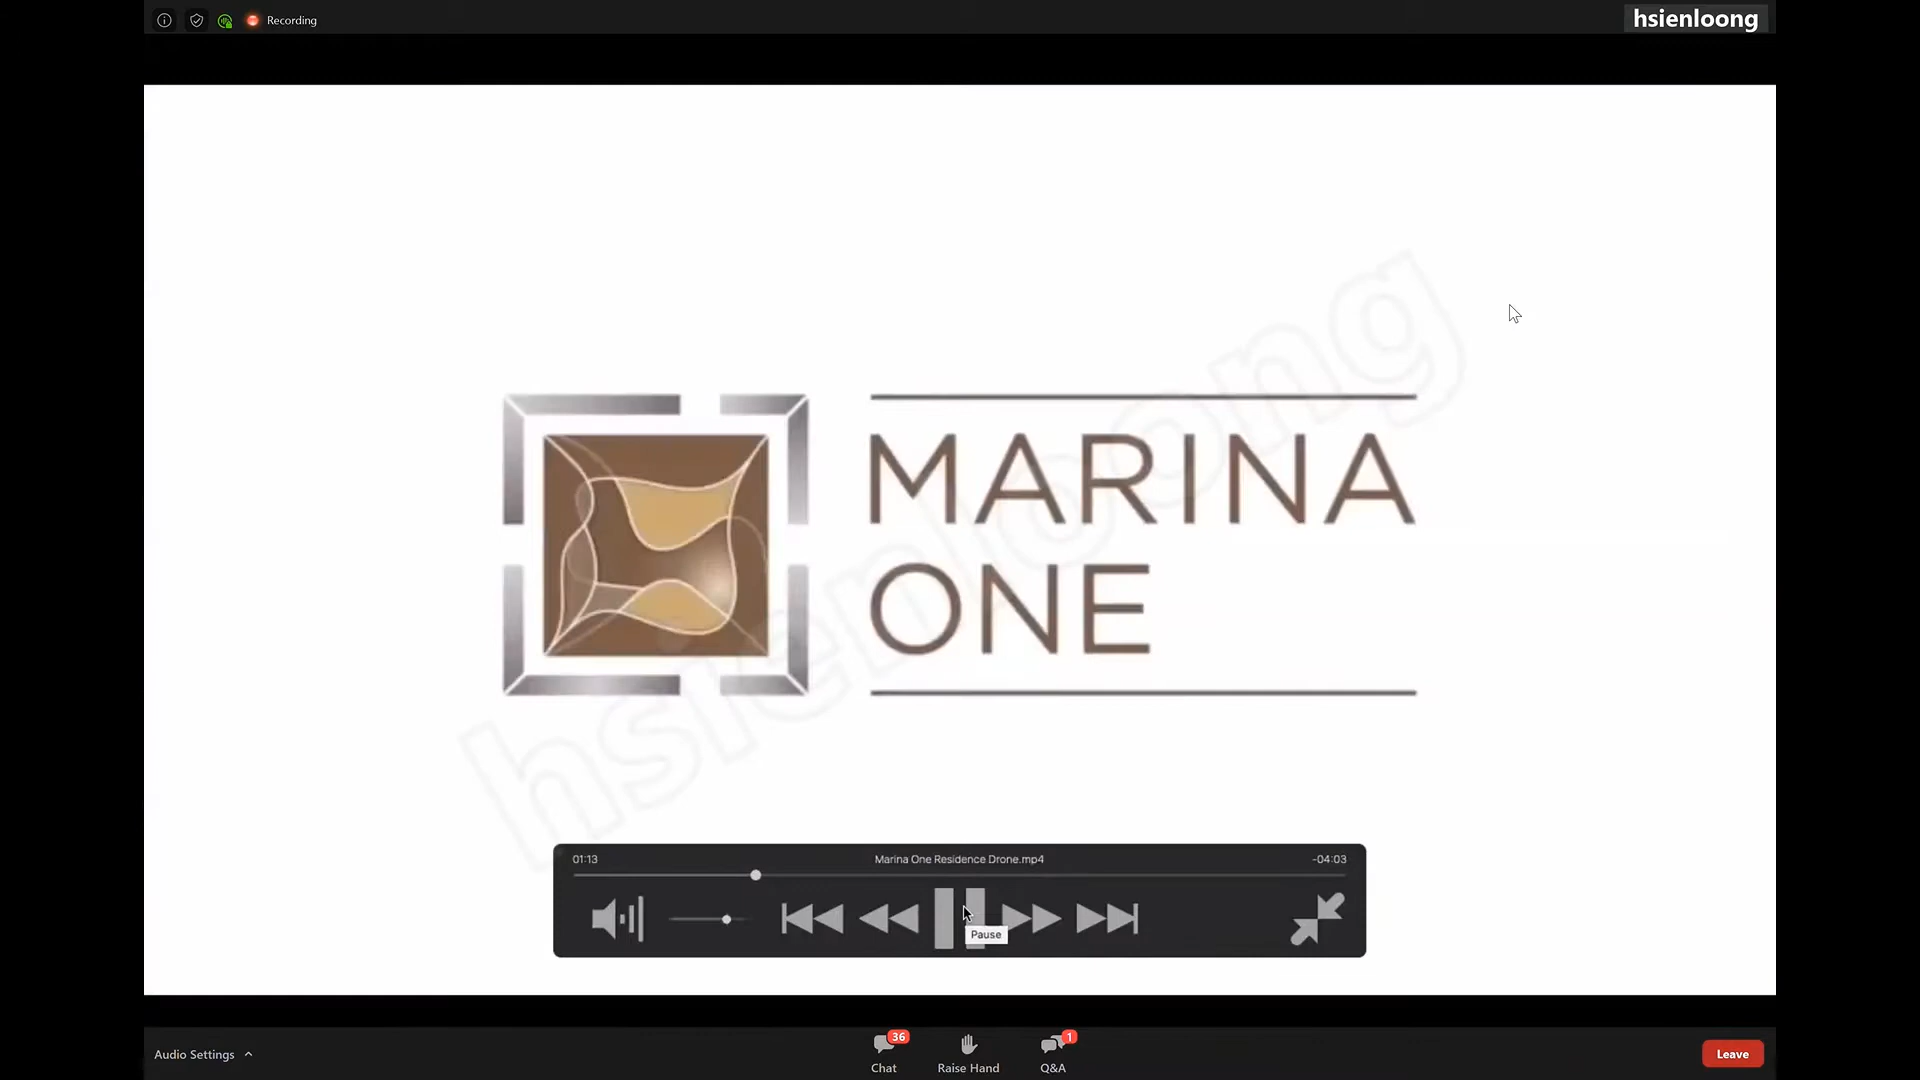 Recording
hsienloong
MARINA
ONE
hsienloong
01:13
Marina One Residence Drone.mp4
-04:03
Pause
Audio Settings
36
Chat
Raise Hand
1
Q&A
Leave